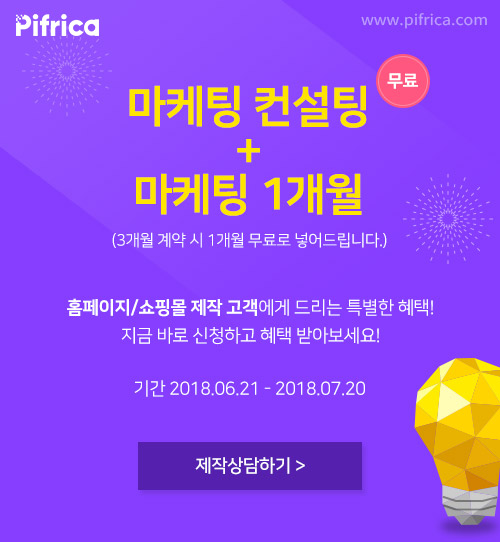 Pifrica
www.pifrica.com
무료
마케팅 컨설팅
+
마케팅 1개월
(3개월 계약 시 1개월 무료로 넣어드립니다.)
홈페이지/쇼핑몰 제작 고객에게 드리는 특별한 혜택!
지금 바로 신청하고 혜택 받아보세요!
기간 2018.06.21 - 2018.07.20
제작상담하기 >